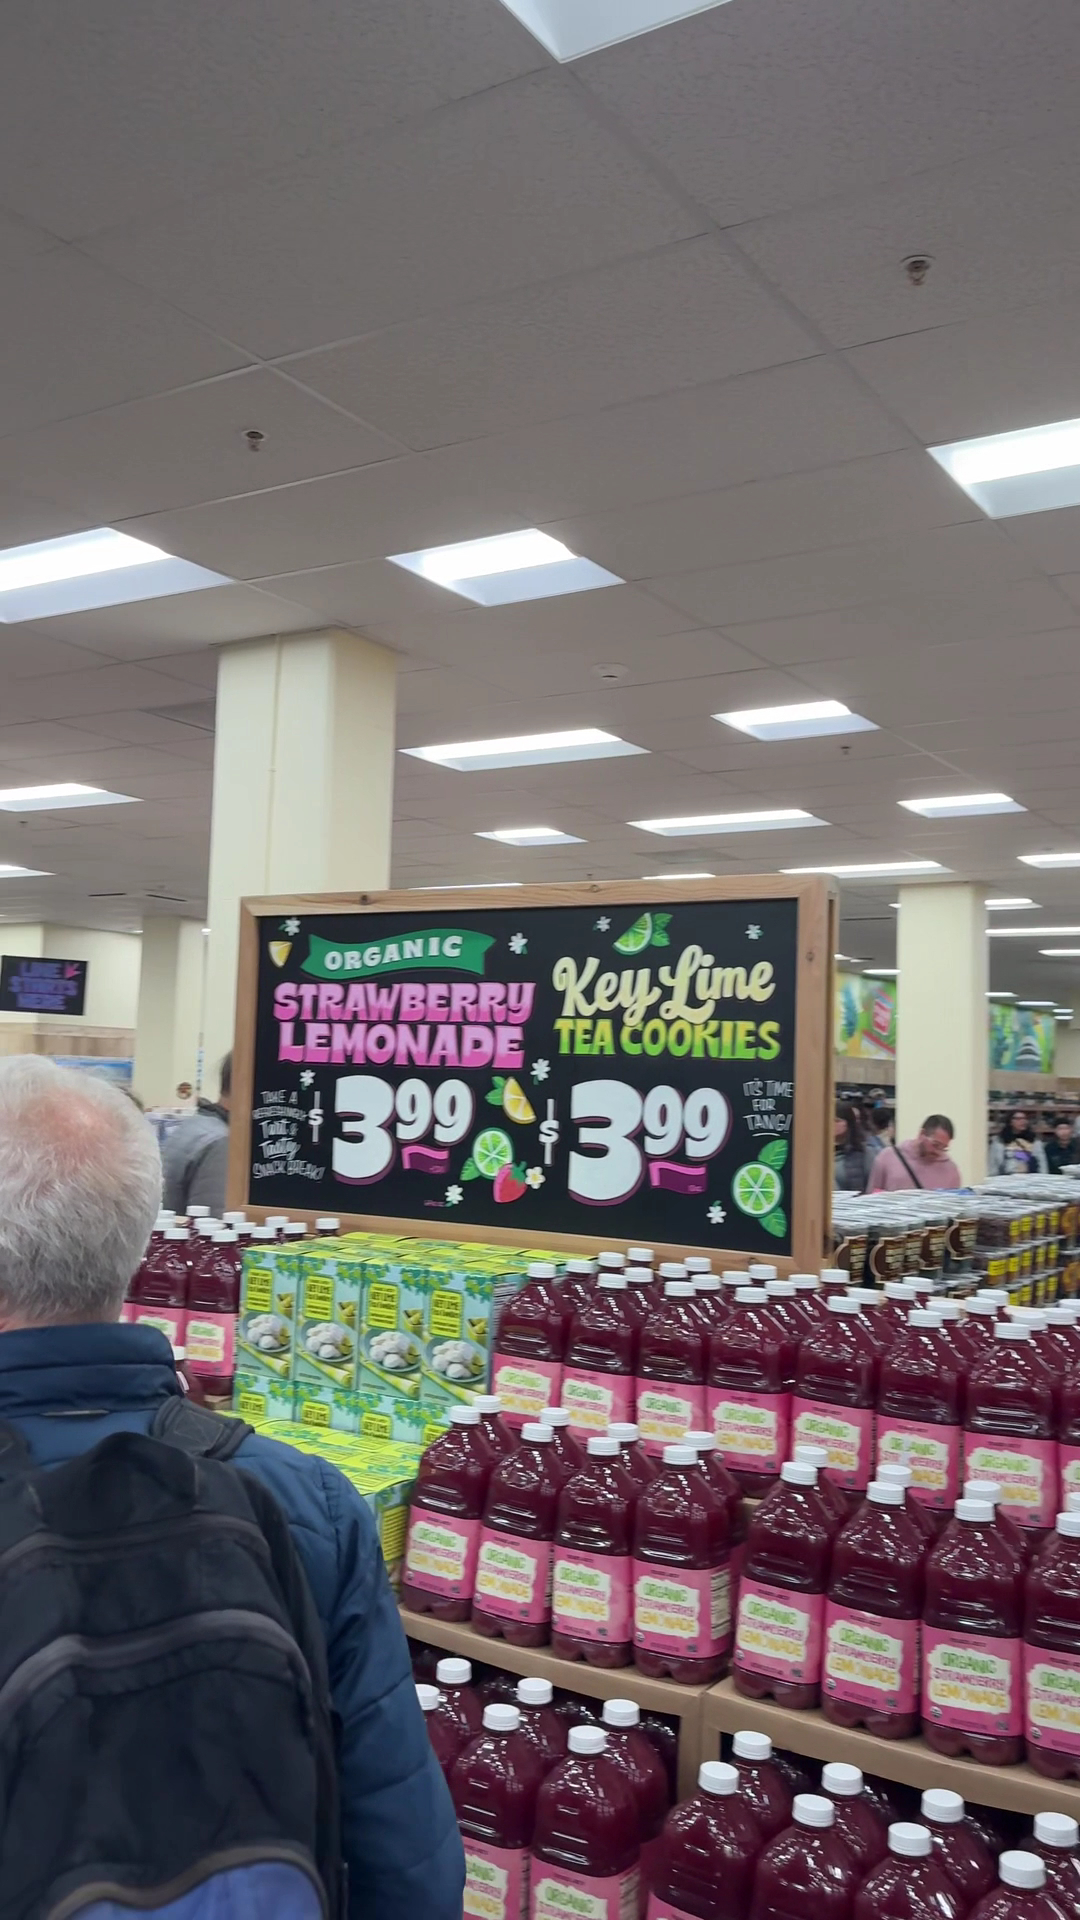 LINE
STARTS
HERE
ORGANIC
STRAWBERRY
LEMONADE
$3.99
TAKE A
REFRESHING
Tart &
Tasty
SNACK BREAK!
Key Lime
TEA COOKIES
$3.99
IT'S TIME
FOR
TANG!
ORGANIC
STRAWBERRY
LEMONADE